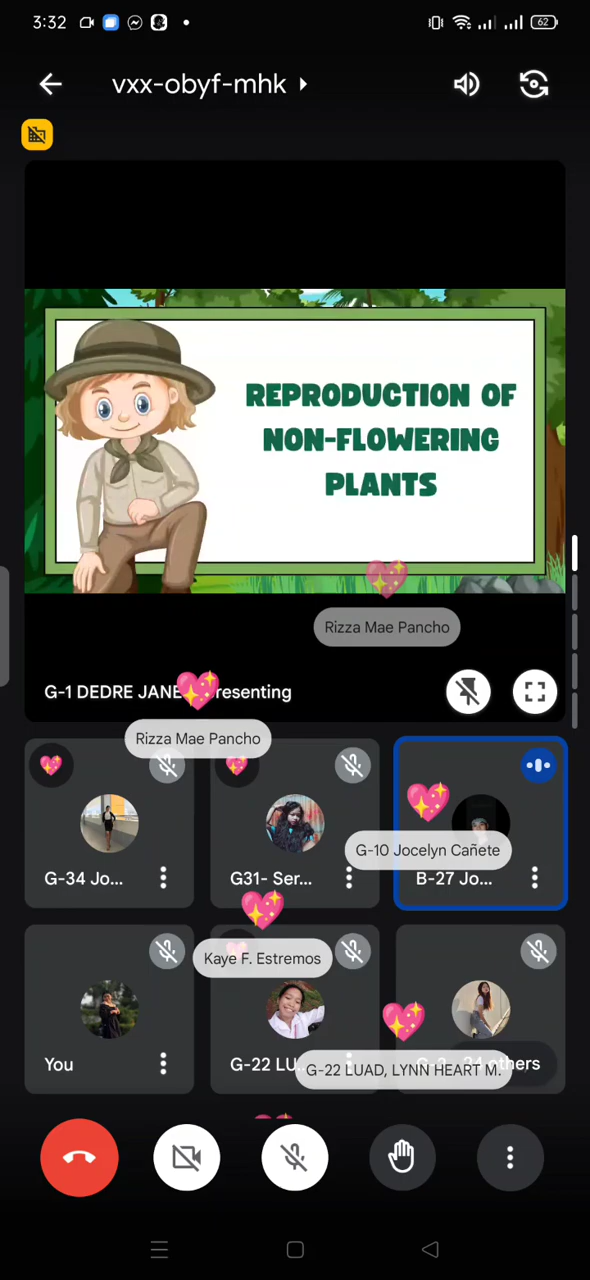 3:32
62
vxx-obyf-mhk
REPRODUCTION OF
NON-FLOWERING
PLANTS
Rizza Mae Pancho
G-1 DEDRE JANE resenting
Rizza Mae Pancho
G-34 Jo...
G31- Ser...
G-10 Jocelyn Cañete
B-27 Jo...
Kaye F. Estremos
You
G-22 LU...
24 others
G-22 LUAD, LYNN HEART M.